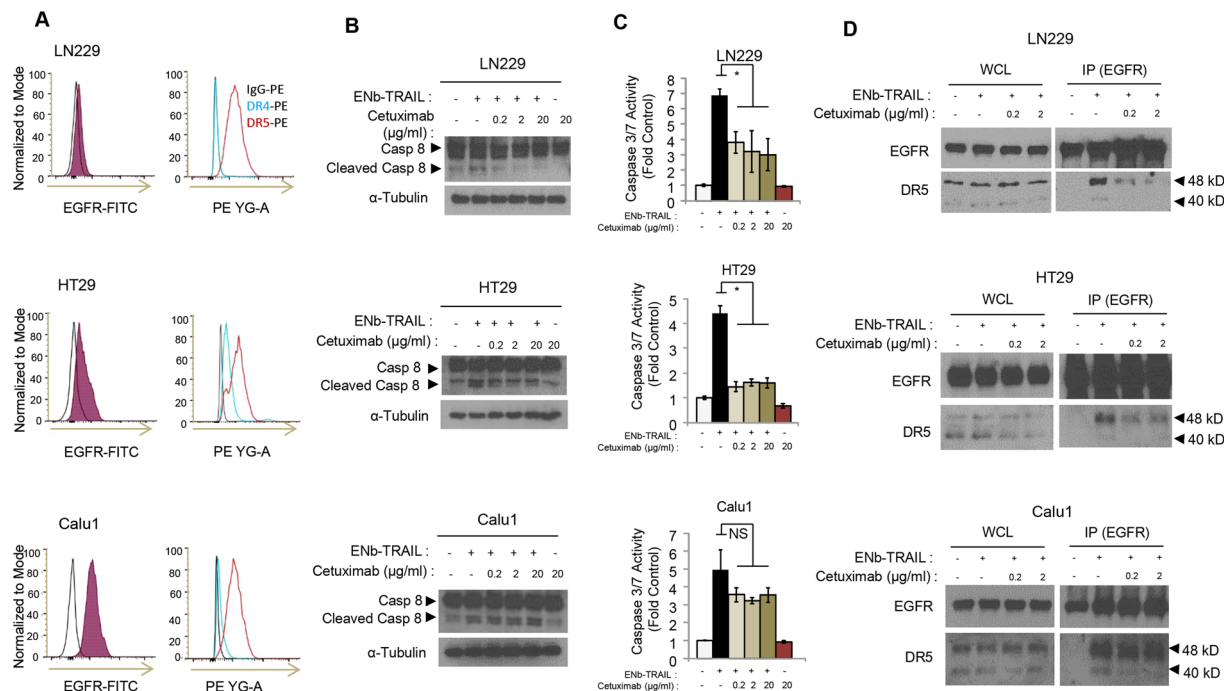 A
LN229
Normalized to Mode
100
80
60
40
20
0
EGFR-FITC
100
80
60
40
20
0
IgG-PE
DR4-PE
DR5-PE
PE YG-A
HT29
Normalized to Mode
100
80
60
40
20
0
EGFR-FITC
100
80
60
40
20
0
PE YG-A
Calu1
Normalized to Mode
100
80
60
40
20
0
EGFR-FITC
100
80
60
40
20
0
PE YG-A
B
LN229
ENb-TRAIL : - + + + + -
Cetuximab (µg/ml) : - - 0.2 2 20 20
Casp 8
Cleaved Casp 8
α-Tubulin
HT29
ENb-TRAIL : - + + + + -
Cetuximab (µg/ml) : - - 0.2 2 20 20
Casp 8
Cleaved Casp 8
α-Tubulin
Calu1
ENb-TRAIL : - + + + + -
Cetuximab (µg/ml) : - - 0.2 2 20 20
Casp 8
Cleaved Casp 8
α-Tubulin
C
LN229
Caspase 3/7 Activity
(Fold Control)
8
7
6
5
4
3
2
1
0
*
ENb-TRAIL : - + + + + -
Cetuximab (µg/ml) : - - 0.2 2 20 20
HT29
Caspase 3/7 Activity
(Fold Control)
5
4
3
2
1
0
*
ENb-TRAIL : - + + + + -
Cetuximab (µg/ml) : - - 0.2 2 20 20
Calu1
Caspase 3/7 Activity
(Fold Control)
7
6
5
4
3
2
1
0
NS
ENb-TRAIL : - + + + + -
Cetuximab (µg/ml) : - - 0.2 2 20 20
D
LN229
WCL IP (EGFR)
ENb-TRAIL : - + + + - + + +
Cetuximab (µg/ml) : - - 0.2 2 - - 0.2 2
EGFR
DR5
48 kD
40 kD
HT29
WCL IP (EGFR)
ENb-TRAIL : - + + + - + + +
Cetuximab (µg/ml) : - - 0.2 2 - - 0.2 2
EGFR
DR5
48 kD
40 kD
Calu1
WCL IP (EGFR)
ENb-TRAIL : - + + + - + + +
Cetuximab (µg/ml) : - - 0.2 2 - - 0.2 2
EGFR
DR5
48 kD
40 kD